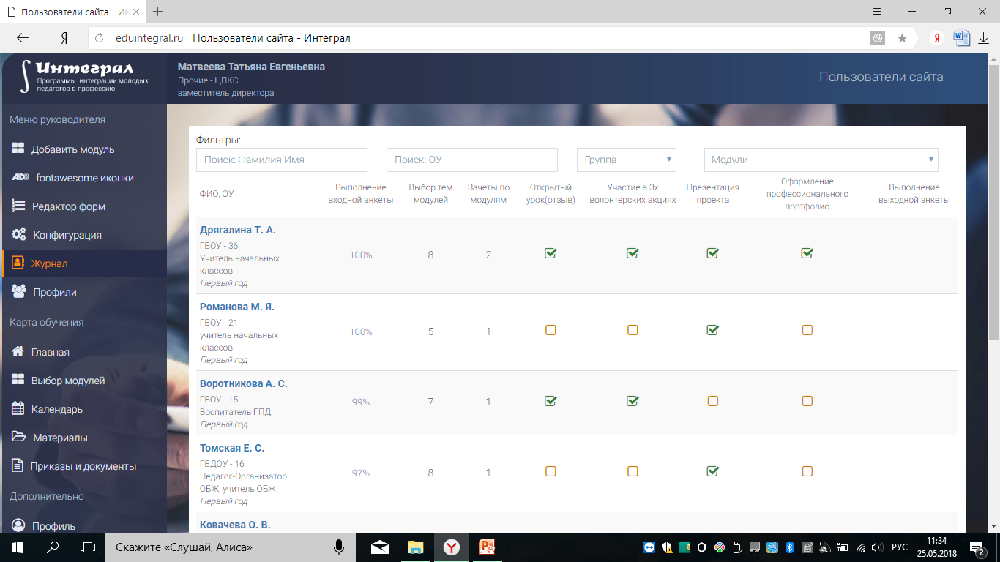 Пользователи сайта - Ин
eduintegral.ru Пользователи сайта - Интеграл
Интеграл
Программы интеграции молодых
педагогов в профессию
Матвеева Татьяна Евгеньевна
Прочие - ЦПКС
заместитель директора
Пользователи сайта
Меню руководителя
Добавить модуль
fontawesome иконки
Редактор форм
Конфигурация
Журнал
Профили
Карта обучения
Главная
Выбор модулей
Календарь
Материалы
Приказы и документы
Дополнительно
Профиль
Фильтры:
Поиск: Фамилия Имя
Поиск: ОУ
Группа
Модули
ФИО, ОУ
Выполнение
входной анкеты
Выбор тем
модулей
Зачеты по
модулям
Открытый
урок(отзыв)
Участие в 3х
волонтерских акциях
Презентация
проекта
Оформление
профессионального
портфолио
Выполнение
выходной анкеты
Дрягалина Т. А.
ГБОУ - 36
Учитель начальных
классов
Первый год
100% 8 2
Романова М. Я.
ГБОУ - 21
учитель начальных
классов
Первый год
100% 5 1
Воротникова А. С.
ГБОУ - 15
Воспитатель ГПД
Первый год
99% 7 1
Томская Е. С.
ГБДОУ - 16
Педагог-Организатор
ОБЖ, учитель ОБЖ
Первый год
97% 8 1
Ковачева О. В.
Скажите «Слушай, Алиса»
РУС
11:34
25.05.2018
2